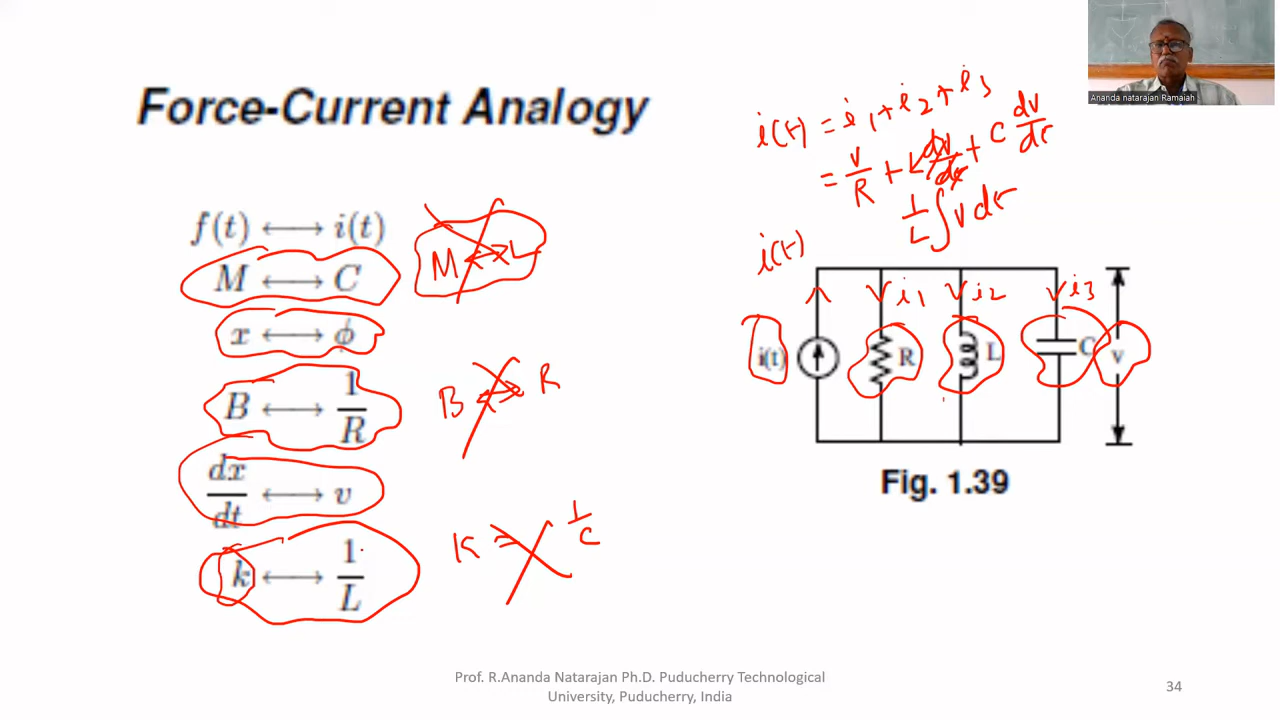 Force-Current Analogy
f(t) ⟷ i(t)
M ⟷ C
x ⟷ ϕ
B ⟷ 1/R
dx/dt ⟷ v
k ⟷ 1/L
M ↔ L
B ↔ R
K = 1/C
i(t) = i1 + i2 + i3
= V/R + L dv/dt + C dv/dt
1/L ∫ v dt
i(t)
i1 i2 i3
i(t) R L C v
Fig. 1.39
Ananda natarajan Ramaiah
Prof. R.Ananda Natarajan Ph.D. Puducherry Technological
University, Puducherry, India
34